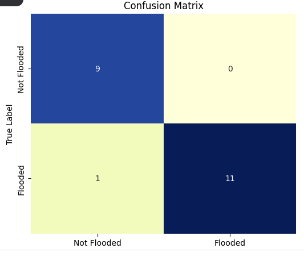 Confusion Matrix
True Label
Not Flooded
9
0
Flooded
1
11
Not Flooded
Flooded